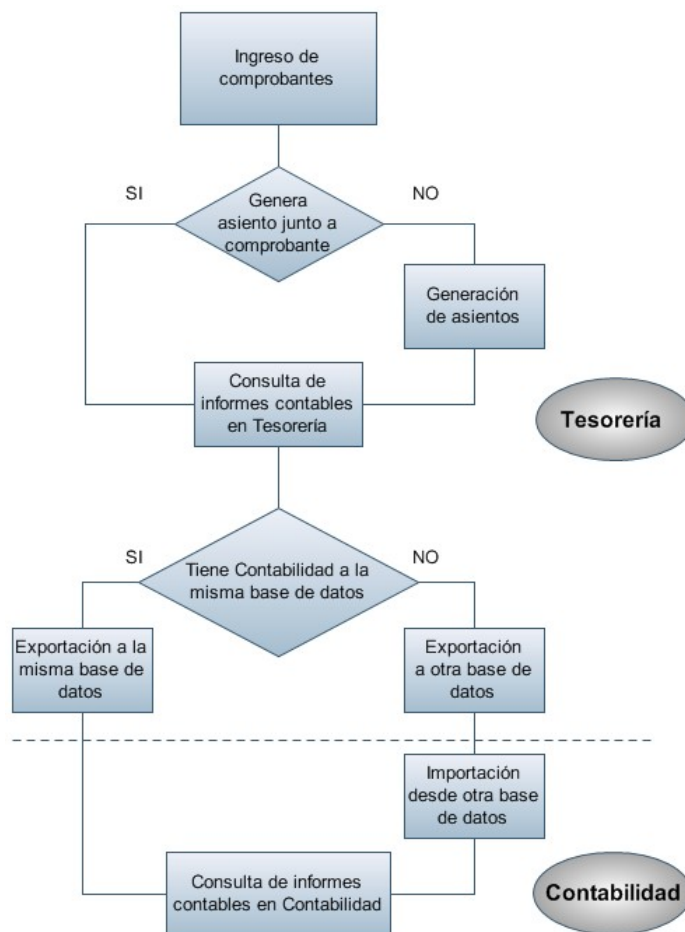 Ingreso de
comprobantes
SI
NO
Genera
asiento junto a
comprobante
Generación
de asientos
Consulta de
informes contables
en Tesorería
Tesorería
SI
NO
Tiene Contabilidad a la
misma base de datos
Exportación a la
misma base de
datos
Exportación
a otra base de
datos
Importación
desde otra base
de datos
Consulta de informes
contables en Contabilidad
Contabilidad